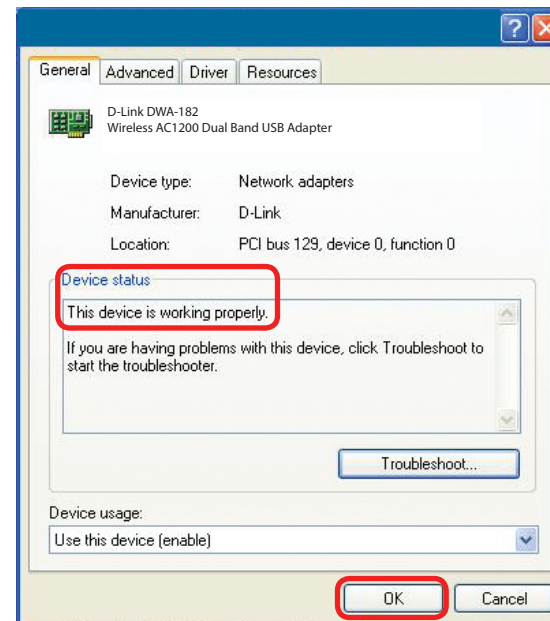 General Advanced Driver Resources
D-Link DWA-182
Wireless AC1200 Dual Band USB Adapter
Device type: Network adapters
Manufacturer: D-Link
Location: PCI bus 129, device 0, function 0
Device status
This device is working properly.
If you are having problems with this device, click Troubleshoot to
start the troubleshooter.
Troubleshoot...
Device usage:
Use this device (enable)
OK Cancel